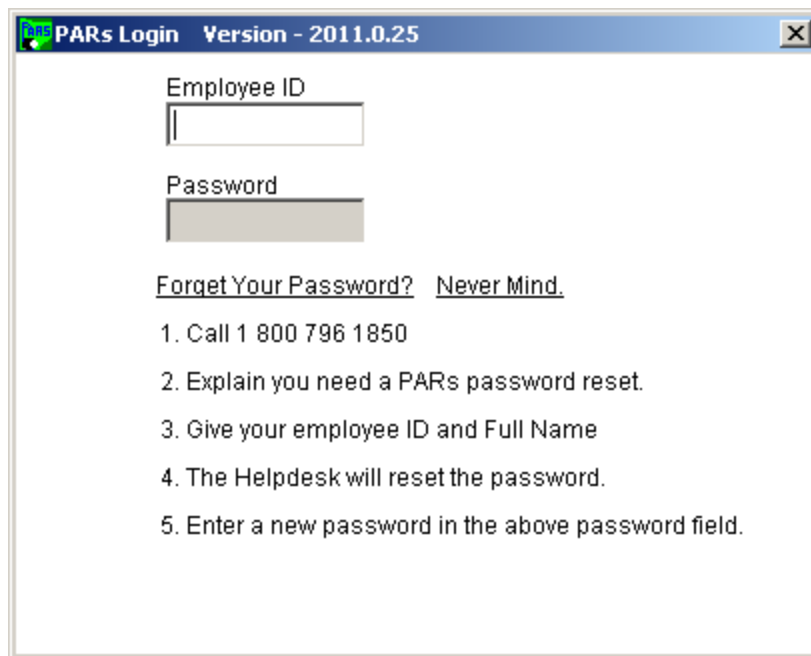 PARS
PARs Login Version - 2011.0.25
Employee ID
Password
Forget Your Password? Never Mind.
1. Call 1 800 796 1850
2. Explain you need a PARs password reset.
3. Give your employee ID and Full Name
4. The Helpdesk will reset the password.
5. Enter a new password in the above password field.